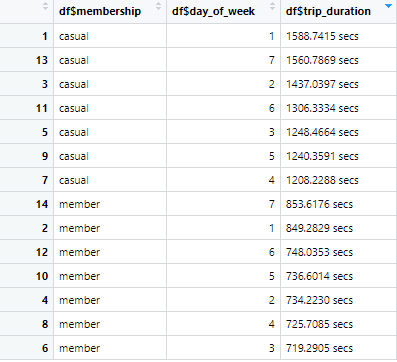 df$membership df$day_of_week df$trip_duration
1 casual 1 1588.7415 secs
13 casual 7 1560.7869 secs
3 casual 2 1437.0397 secs
11 casual 6 1306.3334 secs
5 casual 3 1248.4664 secs
9 casual 5 1240.3591 secs
7 casual 4 1208.2288 secs
14 member 7 853.6176 secs
2 member 1 849.2829 secs
12 member 6 748.0353 secs
10 member 5 736.6014 secs
4 member 2 734.2230 secs
8 member 4 725.7085 secs
6 member 3 719.2905 secs